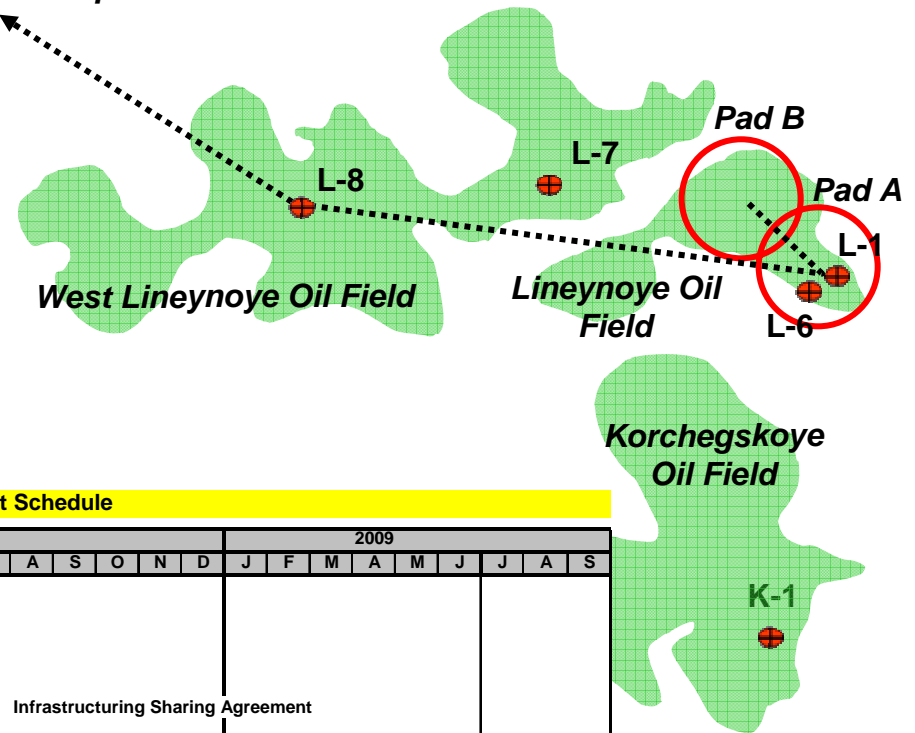 Pad B
L-7
Pad A
L-8
L-1
West Lineynoye Oil Field
Lineynoye Oil
Field
L-6
Korchegskoye
Oil Field
t Schedule
2009
A S O N D J F M A M J J A S
K-1
Infrastructuring Sharing Agreement